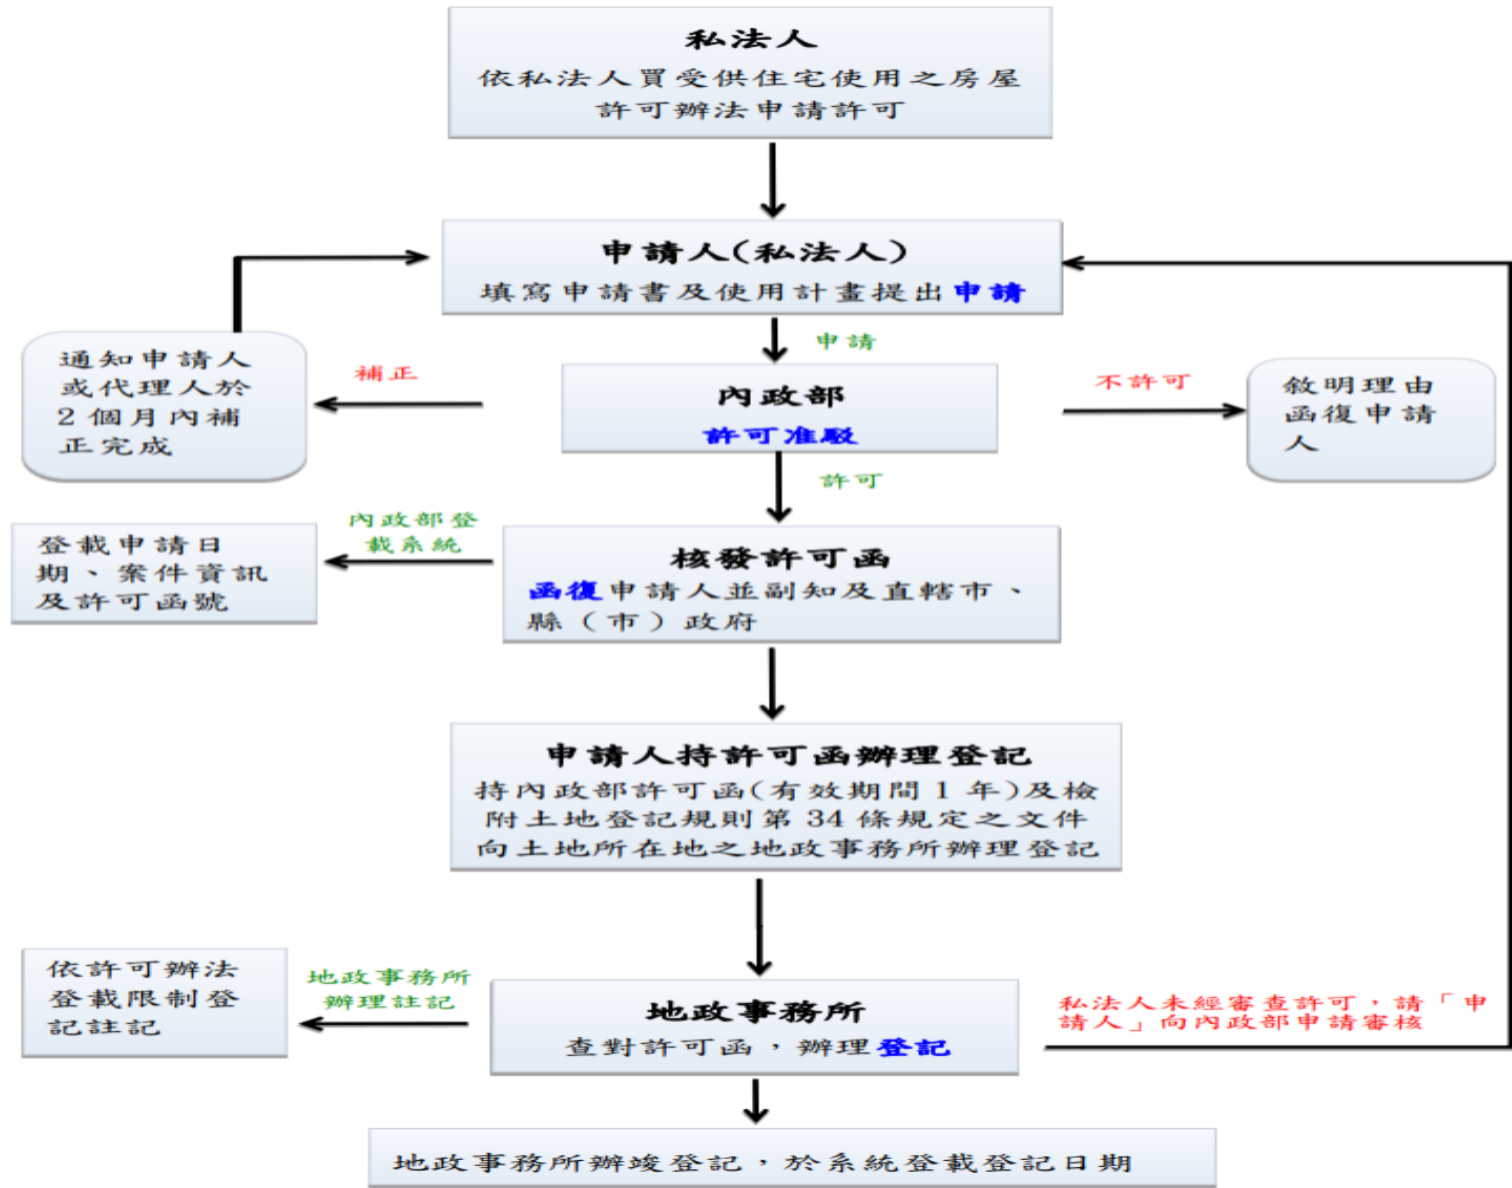 私法人
依私法人買受供住宅使用之房屋
許可辦法申請許可
申請人(私法人)
填寫申請書及使用計畫提出申請
申請
通知申請人
或代理人於
2 個月內補
正完成
補正
內政部
許可准駁
不許可
敘明理由
函復申請
人
許可
內政部登
載系統
登載申請日
期、案件資訊
及許可函號
核發許可函
函復申請人並副知及直轄市、
縣（市）政府
申請人持許可函辦理登記
持內政部許可函(有效期間 1 年)及檢
附土地登記規則第 34 條規定之文件
向土地所在地之地政事務所辦理登記
依許可辦法
登載限制登
記註記
地政事務所
辦理註記
地政事務所
查對許可函，辦理登記
私法人未經審查許可，請「申
請人」向內政部申請審核
地政事務所辦竣登記，於系統登載登記日期